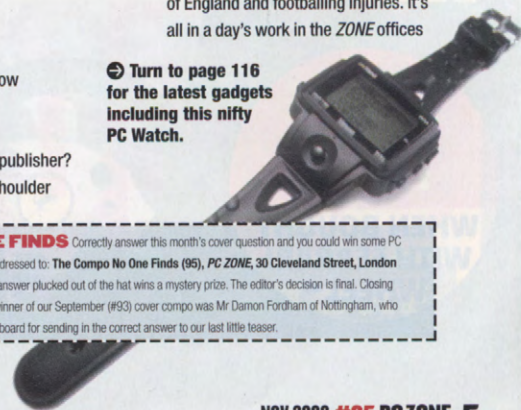 of England and footballing injuries. It's
all in a day's work in the ZONE offices
ow
Turn to page 116
for the latest gadgets
including this nifty
PC Watch.
publisher?
houlder
E FINDS Correctly answer this month's cover question and you could win some PC
dressed to: The Compo No One Finds (95), PC ZONE, 30 Cleveland Street, London
answer plucked out of the hat wins a mystery prize. The editor's decision is final. Closing
inner of our September (#93) cover compo was Mr Damon Fordham of Nottingham, who
board for sending in the correct answer to our last little teaser.
NOV 2000 #95 PC ZONE 5